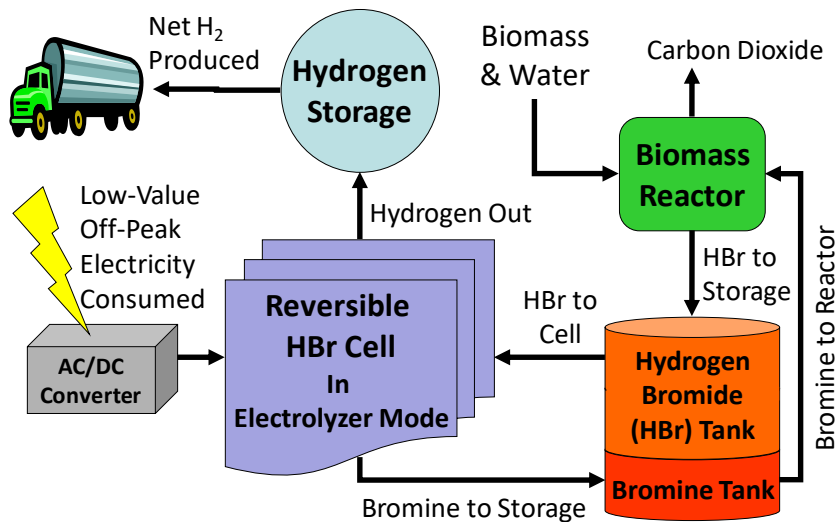 Net H2
Produced
Hydrogen
Storage
Biomass
& Water
Carbon Dioxide
Biomass
Reactor
Low-Value
Off-Peak
Electricity
Consumed
Hydrogen Out
HBr to
Storage
Bromine to Reactor
AC/DC
Converter
Reversible
HBr Cell
In
Electrolyzer Mode
HBr to
Cell
Hydrogen
Bromide
(HBr) Tank
Bromine Tank
Bromine to Storage